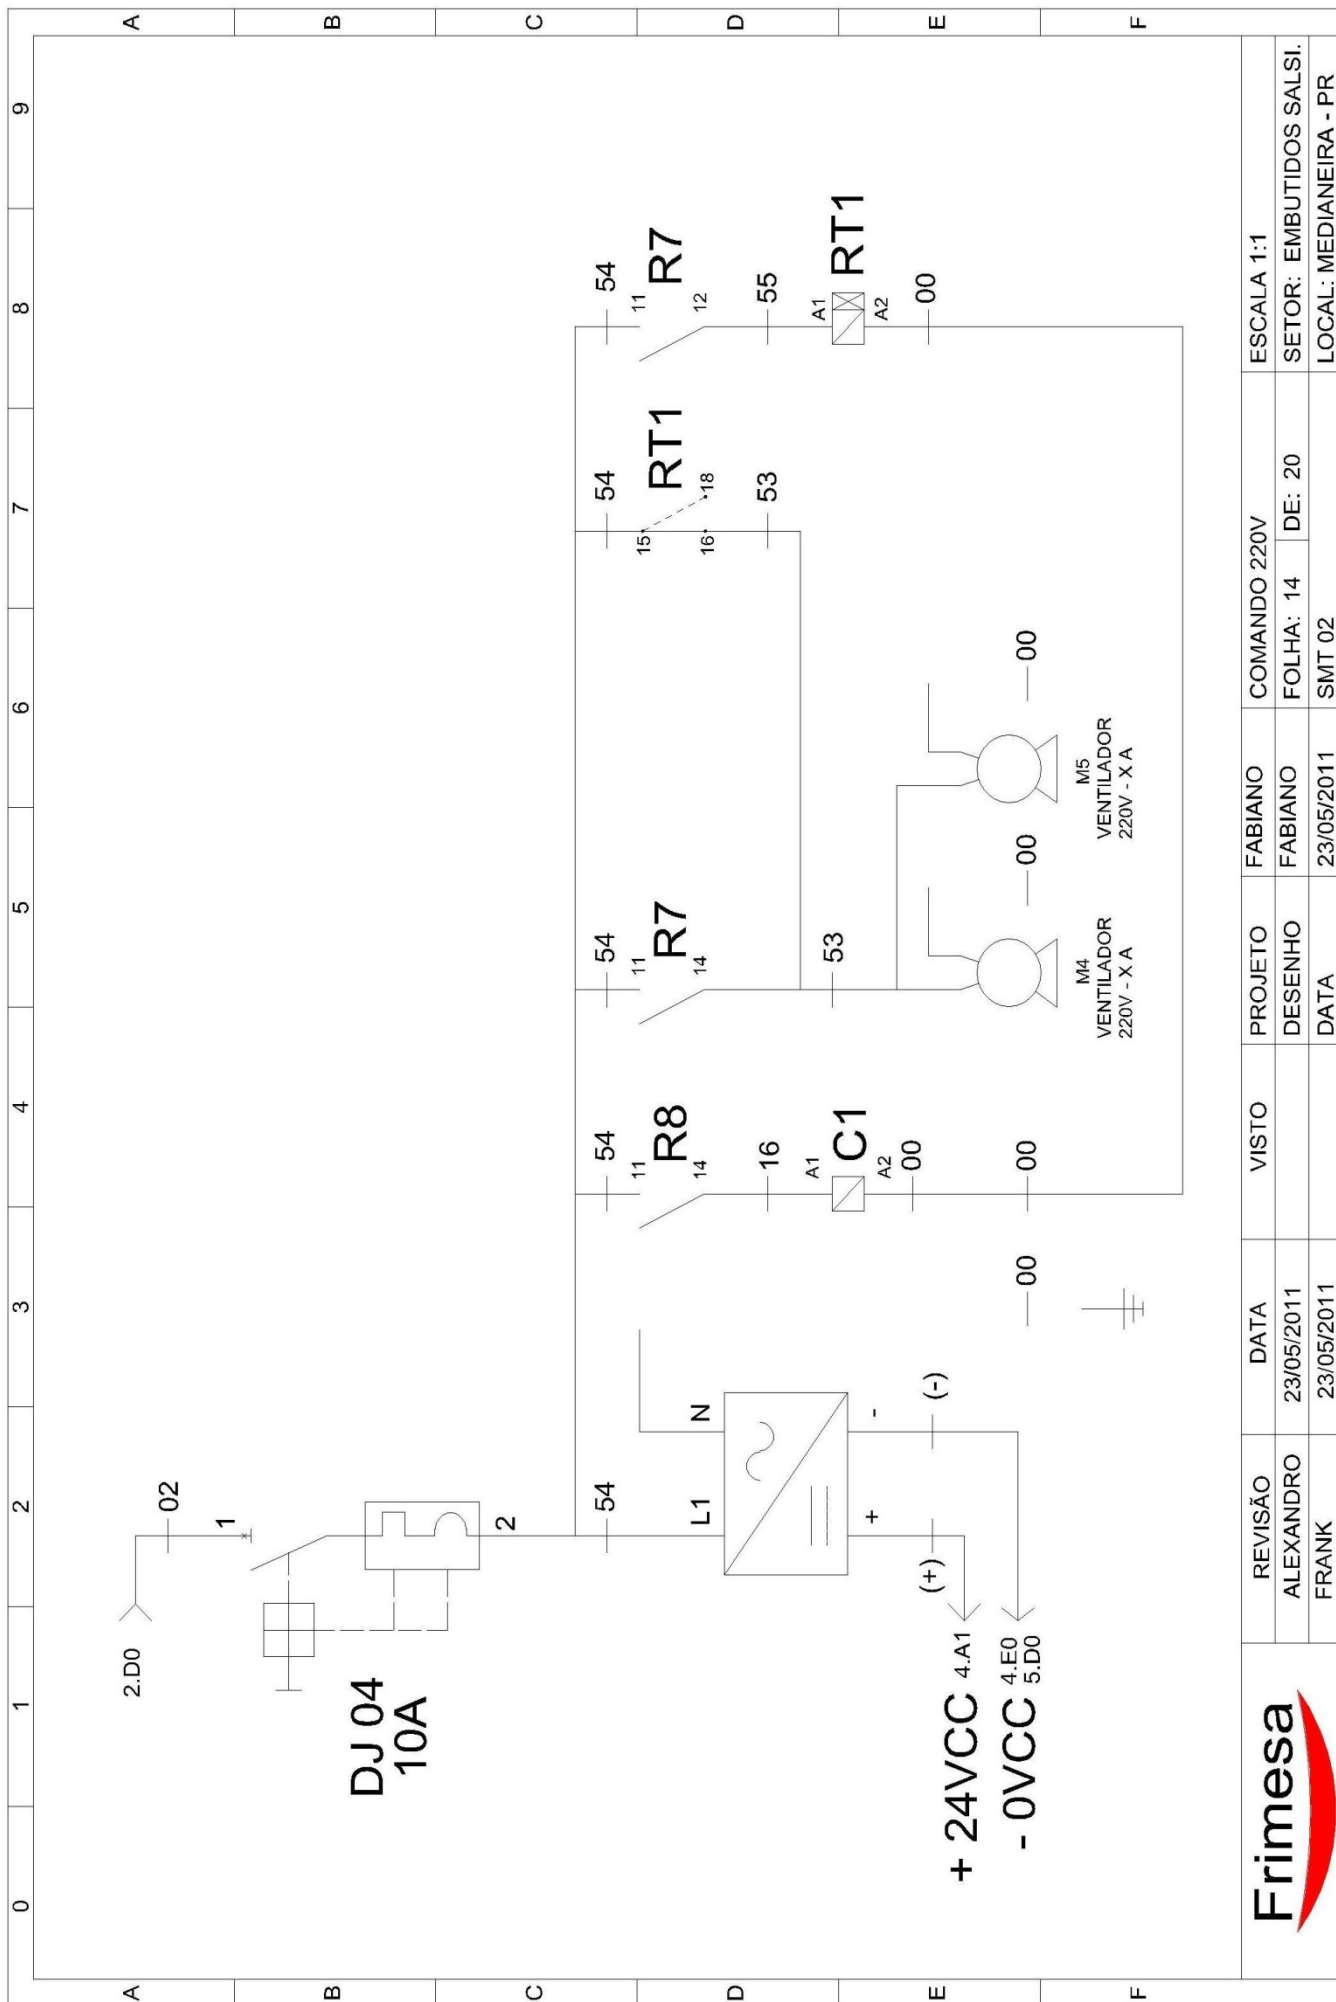 0 1 2 3 4 5 6 7 8 9
A A
B B
C C
D D
E E
F F
2.D0
02
1
DJ 04
10A
2
54
L1 N
+ -
(+) (-)
+ 24VCC 4.A1
- 0VCC 4.E0
5.D0
00
54
11
R8
14
16
A1
C1
A2
00
00
54
11
R7
14
53
00
M4
VENTILADOR
220V - X A
00
M5
VENTILADOR
220V - X A
54
RT1
15
18
16
53
54
11
R7
12
55
A1
RT1
A2
00
Frimesa
REVISÃO DATA VISTO PROJETO FABIANO COMANDO 220V ESCALA 1:1
ALEXANDRO 23/05/2011 DESENHO FABIANO FOLHA: 14 DE: 20 SETOR: EMBUTIDOS SALSI.
FRANK 23/05/2011 DATA 23/05/2011 SMT 02 LOCAL: MEDIANEIRA - PR